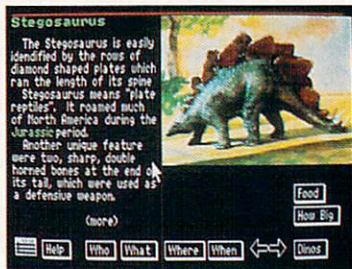 Stegosaurus
The Stegosaurus is easily
idendified by the rows of
diamond shaped plates which
ran the length of its spine
Stegosaurus means "plate
reptiles". It roamed much
of North America during the
Jurassic period.
Another unique feature
were two, sharp, double
horned bones at the end of
its tail, which were used as
a defensive weapon.
(more)
Food
How Big
Help Who What Where When Dinos